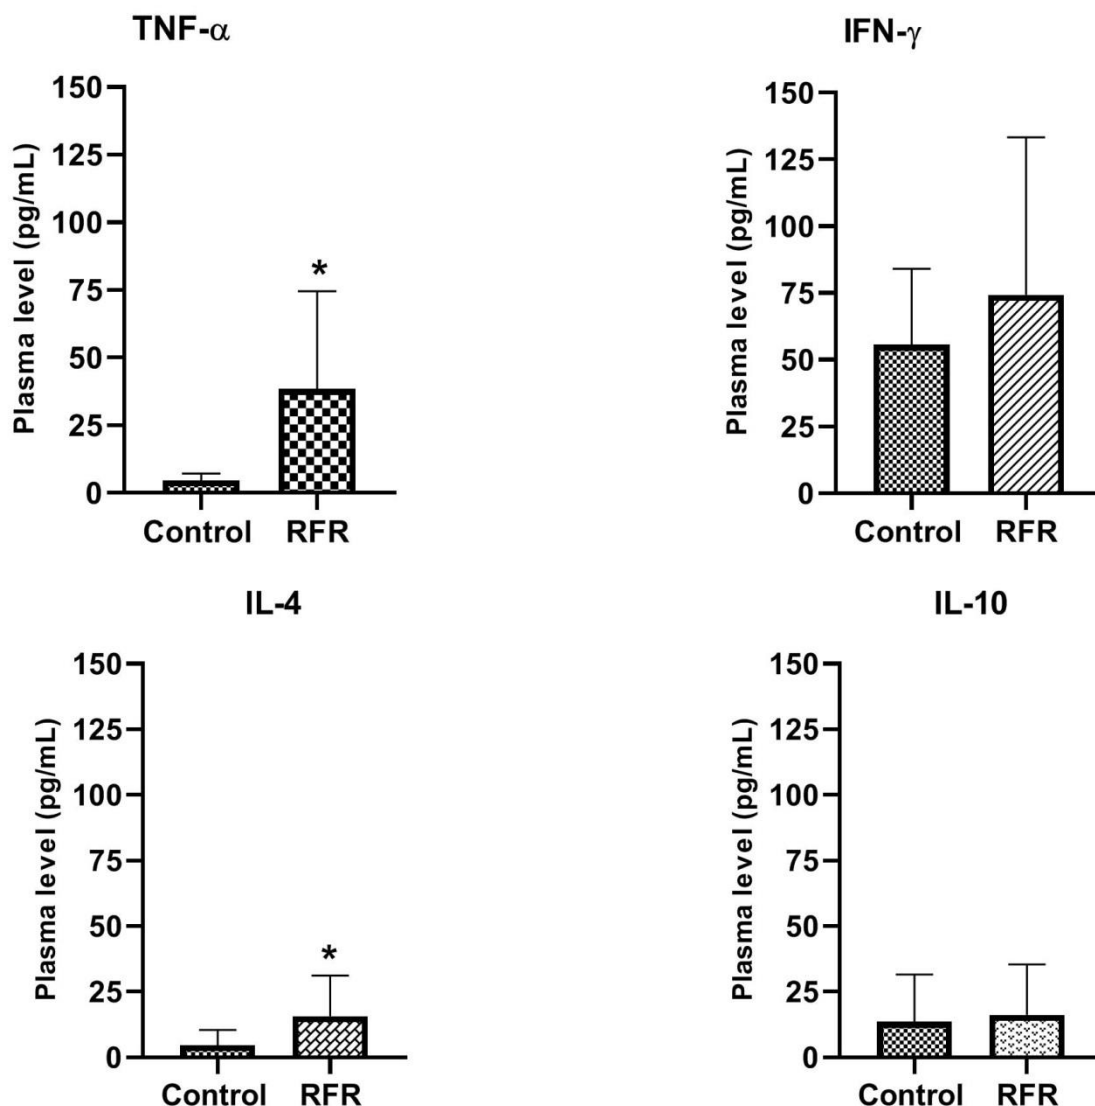 TNF-α
150
125
100
75
50
25
0
Plasma level (pg/mL)
*
Control RFR
IFN-γ
150
125
100
75
50
25
0
Plasma level (pg/mL)
Control RFR
IL-4
150
125
100
75
50
25
0
Plasma level (pg/mL)
*
Control RFR
IL-10
150
125
100
75
50
25
0
Plasma level (pg/mL)
Control RFR